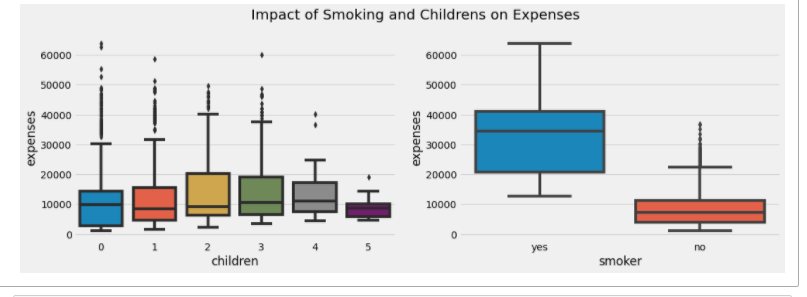 Impact of Smoking and Childrens on Expenses
expenses
60000
50000
40000
30000
20000
10000
0
0 1 2 3 4 5
children
expenses
60000
50000
40000
30000
20000
10000
0
yes no
smoker